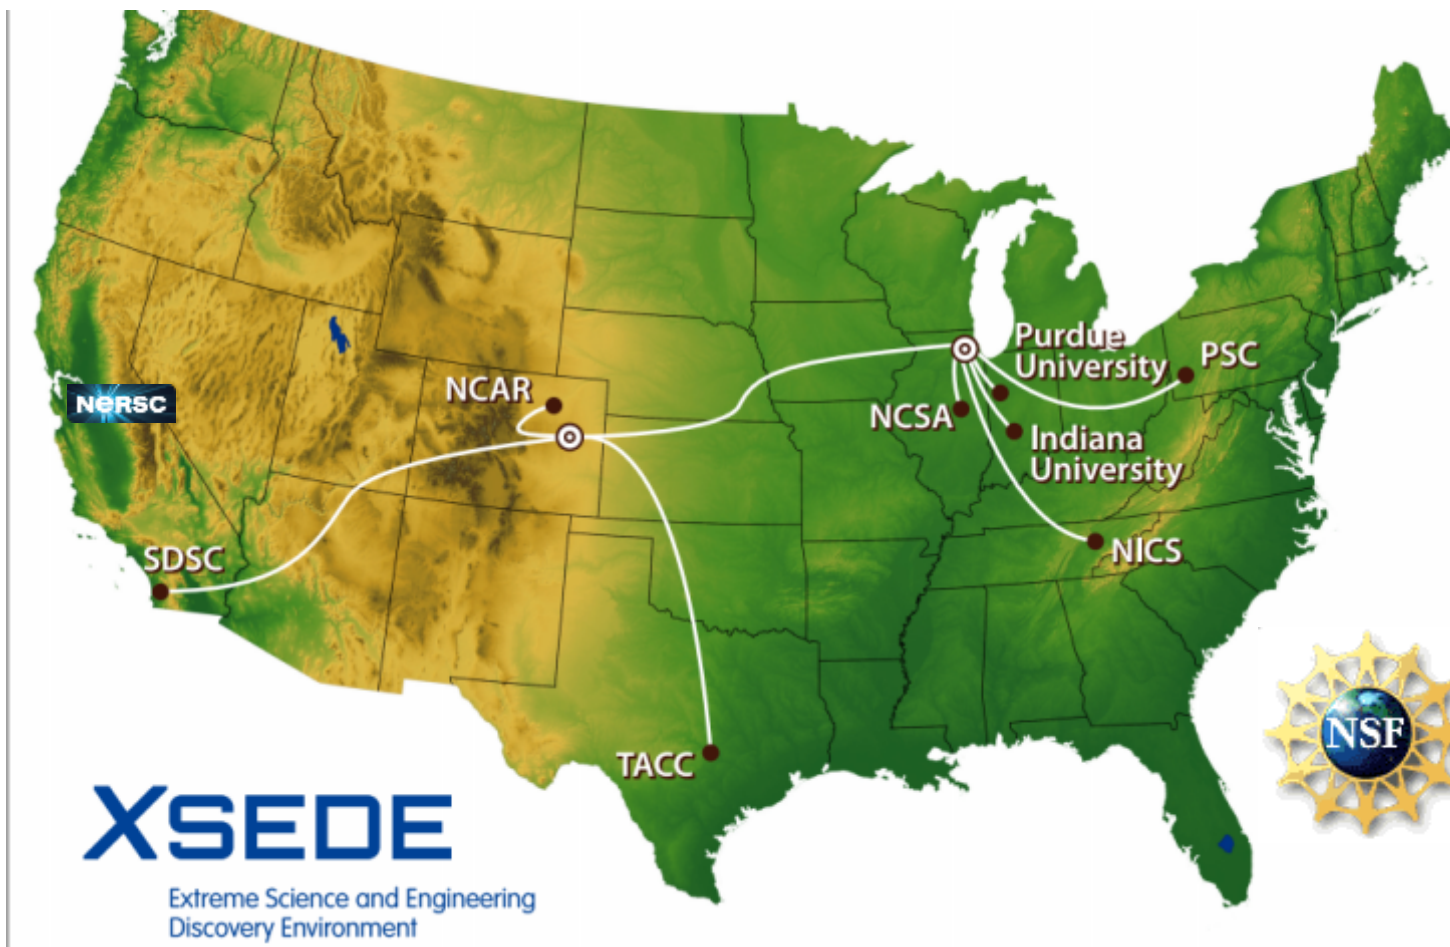 Purdue
University
PSC
NCAR
NERSC
NCSA
Indiana
University
SDSC
NICS
NSF
TACC
XSEDE
Extreme Science and Engineering
Discovery Environment